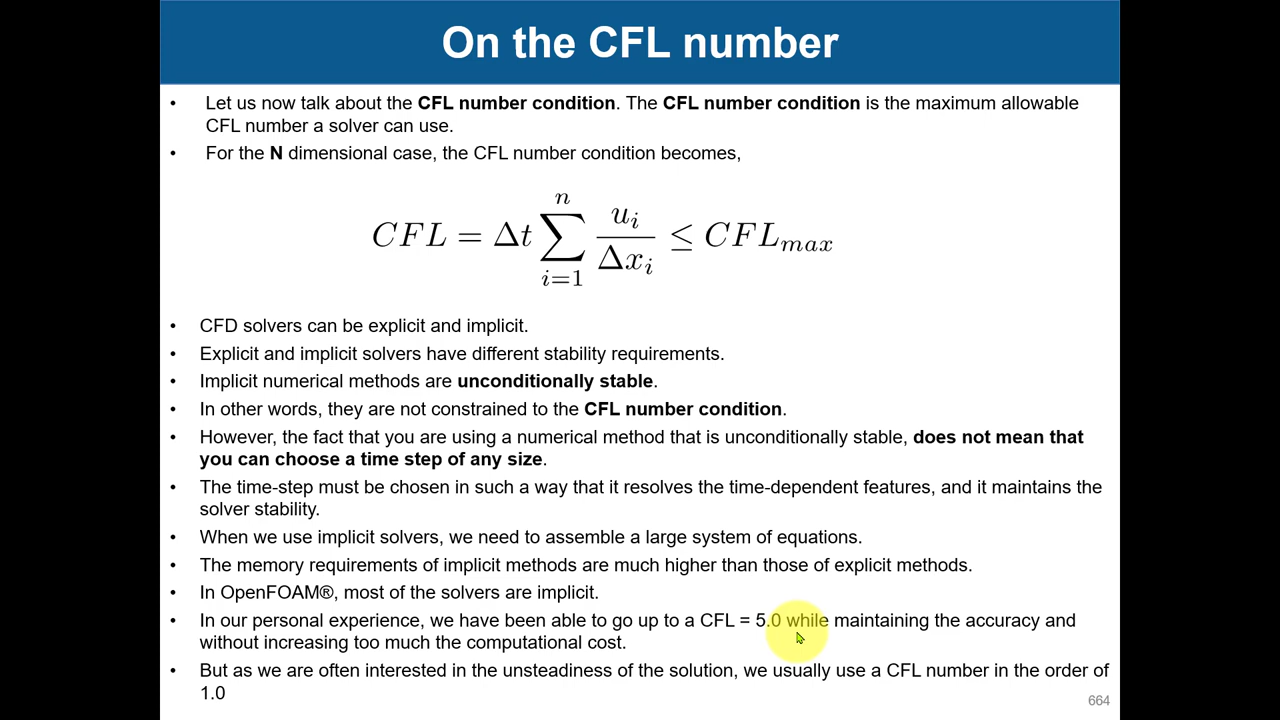 On the CFL number
• Let us now talk about the CFL number condition. The CFL number condition is the maximum allowable
CFL number a solver can use.
• For the N dimensional case, the CFL number condition becomes,
CFL = Δt ∑_{i=1}^{n} u_i / Δx_i ≤ CFL_{max}
• CFD solvers can be explicit and implicit.
• Explicit and implicit solvers have different stability requirements.
• Implicit numerical methods are unconditionally stable.
• In other words, they are not constrained to the CFL number condition.
• However, the fact that you are using a numerical method that is unconditionally stable, does not mean that
you can choose a time step of any size.
• The time-step must be chosen in such a way that it resolves the time-dependent features, and it maintains the
solver stability.
• When we use implicit solvers, we need to assemble a large system of equations.
• The memory requirements of implicit methods are much higher than those of explicit methods.
• In OpenFOAM®, most of the solvers are implicit.
• In our personal experience, we have been able to go up to a CFL = 5.0 while maintaining the accuracy and
without increasing too much the computational cost.
• But as we are often interested in the unsteadiness of the solution, we usually use a CFL number in the order of
1.0
664